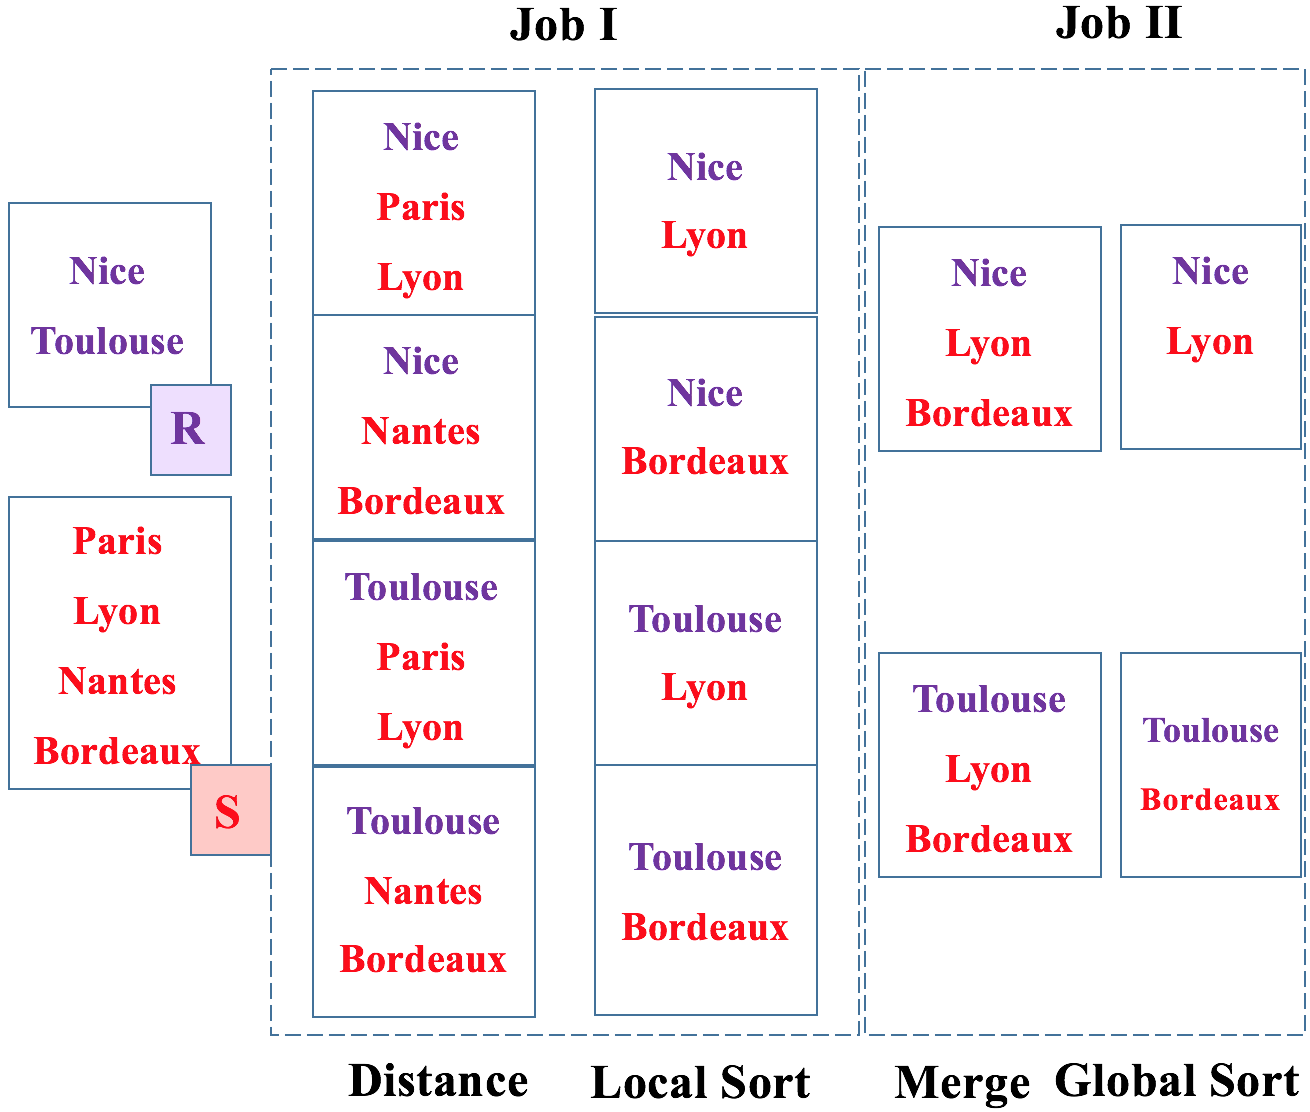 Job I
Job II
Nice
Toulouse
R
Paris
Lyon
Nantes
Bordeaux
S
Nice
Paris
Lyon
Nice
Nantes
Bordeaux
Toulouse
Paris
Lyon
Toulouse
Nantes
Bordeaux
Nice
Lyon
Nice
Bordeaux
Toulouse
Lyon
Toulouse
Bordeaux
Nice
Lyon
Bordeaux
Toulouse
Lyon
Bordeaux
Nice
Lyon
Toulouse
Bordeaux
Distance
Local Sort
Merge
Global Sort